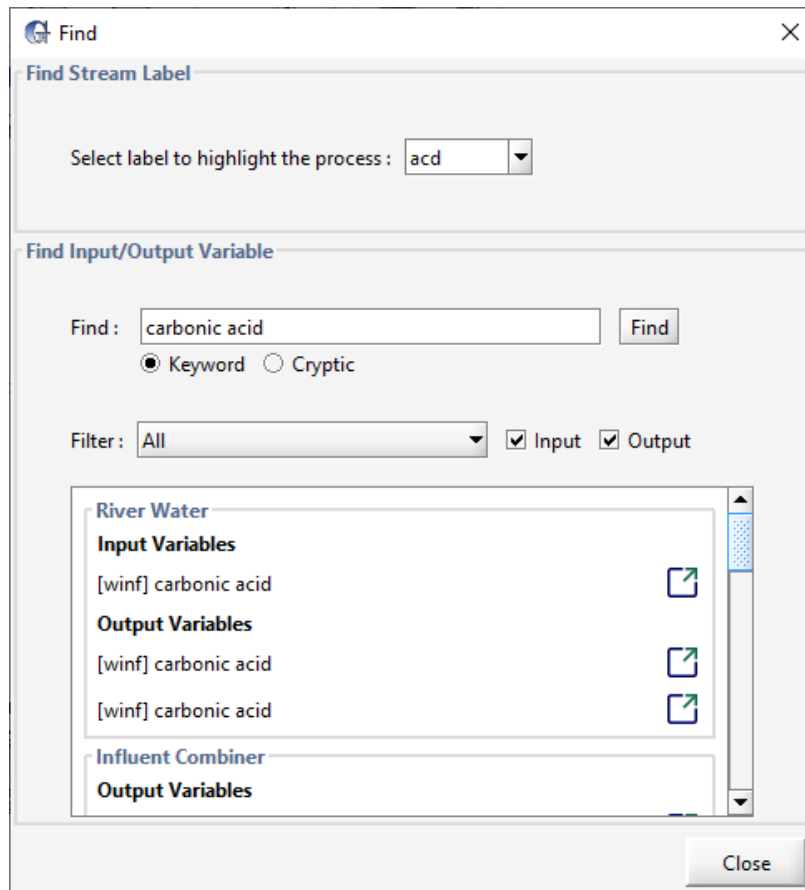 Find
Find Stream Label
Select label to highlight the process : acd
Find Input/Output Variable
Find : carbonic acid Find
Keyword Cryptic
Filter : All Input Output
River Water
Input Variables
[winf] carbonic acid
Output Variables
[winf] carbonic acid
[winf] carbonic acid
Influent Combiner
Output Variables
Close